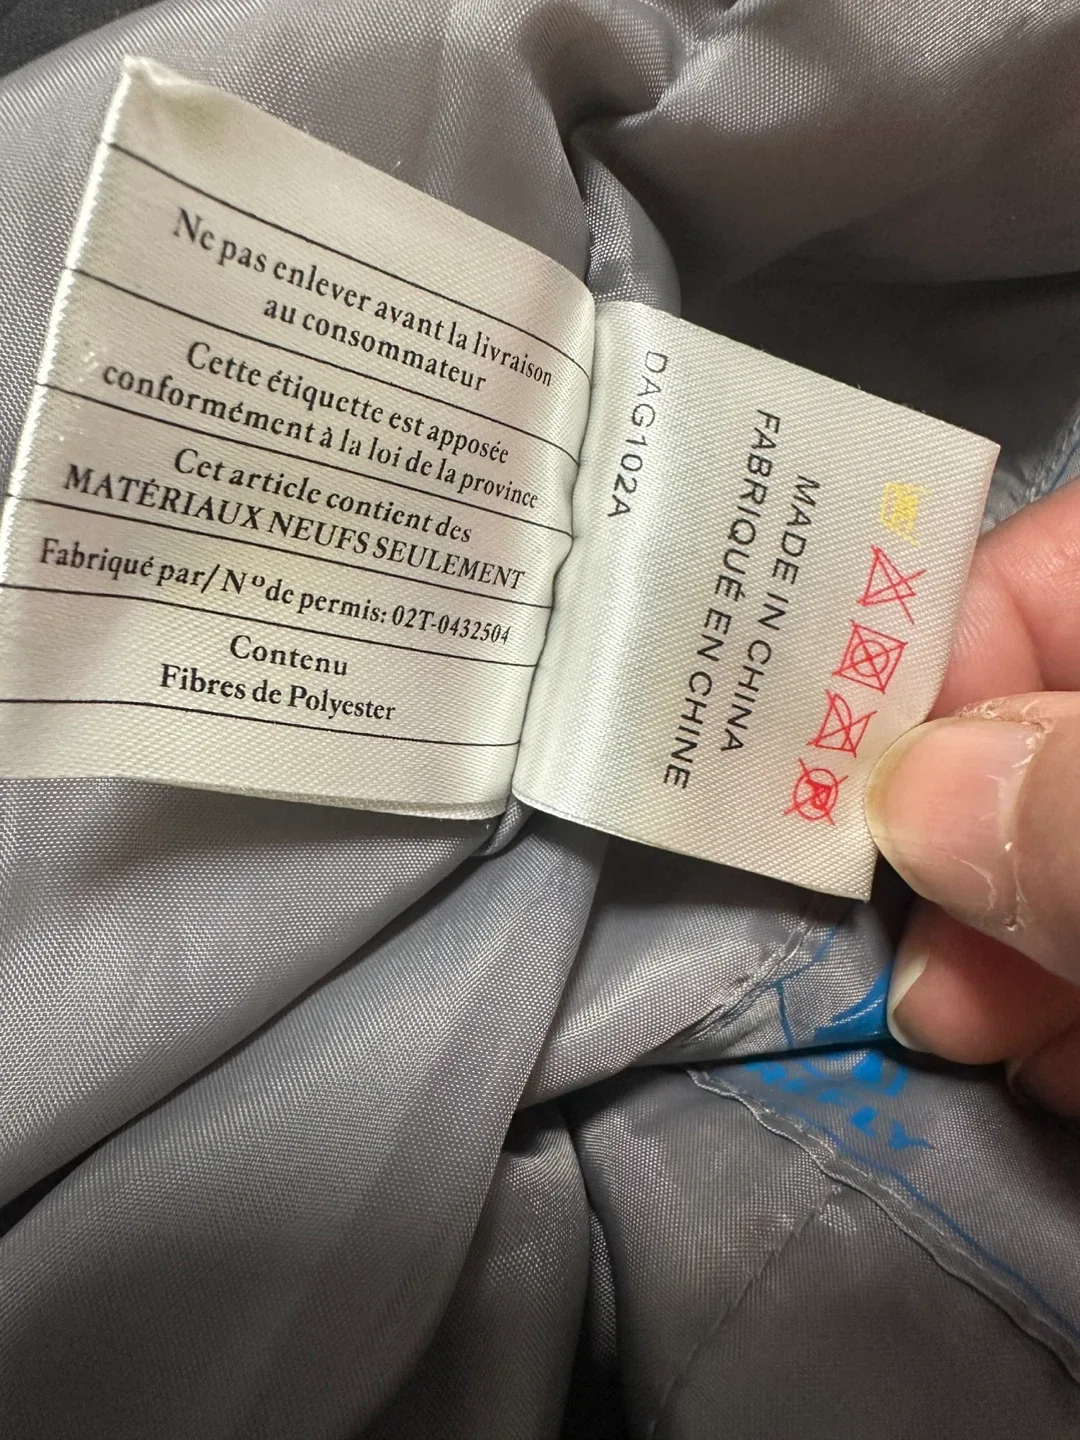 Ne pas enlever avant la livraison
au consommateur
Cette étiquette est apposée
conformément à la loi de la province
Cet article contient des
MATÉRIAUX NEUFS SEULEMENT
Fabriqué par/Nº de permis: 02T-0432504
Contenu
Fibres de Polyester
DAG102A
MADE IN CHINA
FABRIQUÉ EN CHINE
P